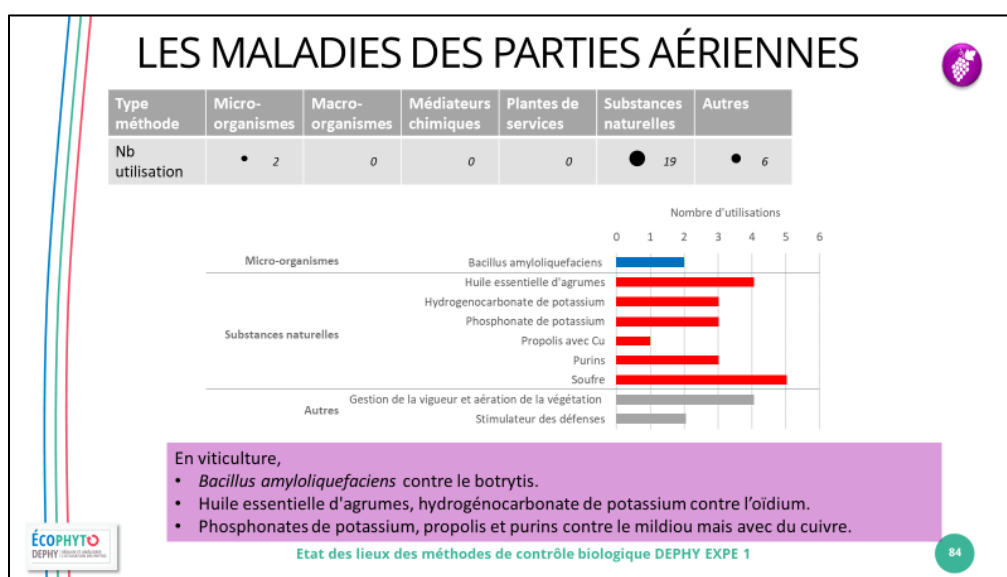 LES MALADIES DES PARTIES AÉRIENNES
Type méthode Micro-organismes Macro-organismes Médiateurs chimiques Plantes de services Substances naturelles Autres
Nb utilisation 2 0 0 0 19 6
Nombre d'utilisations
0 1 2 3 4 5 6
Micro-organismes Bacillus amyloliquefaciens
Huile essentielle d'agrumes
Hydrogenocarbonate de potassium
Phosphonate de potassium
Substances naturelles
Propolis avec Cu
Purins
Soufre
Gestion de la vigueur et aération de la végétation
Autres
Stimulateur des défenses
En viticulture,
• Bacillus amyloliquefaciens contre le botrytis.
• Huile essentielle d'agrumes, hydrogénocarbonate de potassium contre l'oïdium.
• Phosphonates de potassium, propolis et purins contre le mildiou mais avec du cuivre.
ÉCOPHYTO
DEPHY
Etat des lieux des méthodes de contrôle biologique DEPHY EXPE 1
84